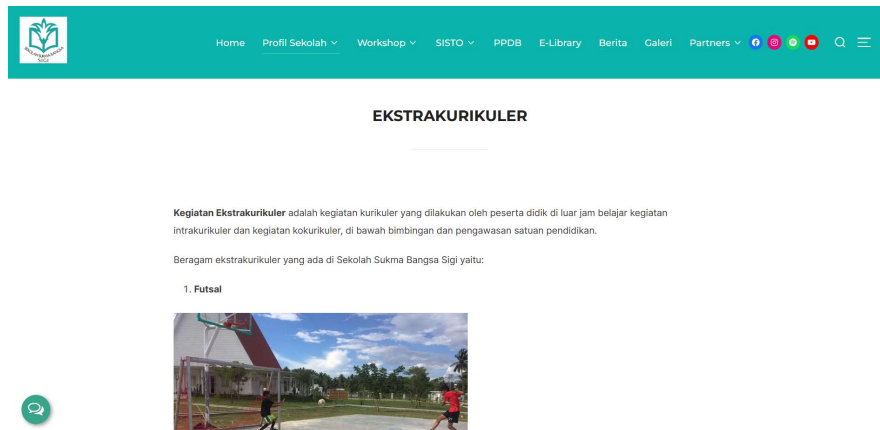 SIGI
Home Profil Sekolah Workshop SISTO PPDB E-Library Berita Galeri Partners
EKSTRAKURIKULER
Kegiatan Ekstrakurikuler adalah kegiatan kurikuler yang dilakukan oleh peserta didik di luar jam belajar kegiatan
intrakurikuler dan kegiatan kokurikuler, di bawah bimbingan dan pengawasan satuan pendidikan.
Beragam ekstrakurikuler yang ada di Sekolah Sukma Bangsa Sigi yaitu:
1. Futsal